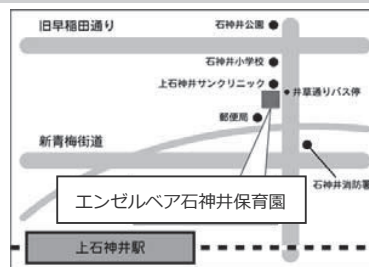 旧早稲田通り
石神井公園
石神井小学校
上石神井サンクリニック
井草通りバス停
郵便局
新青梅街道
石神井消防署
エンゼルベア石神井保育園
上石神井駅